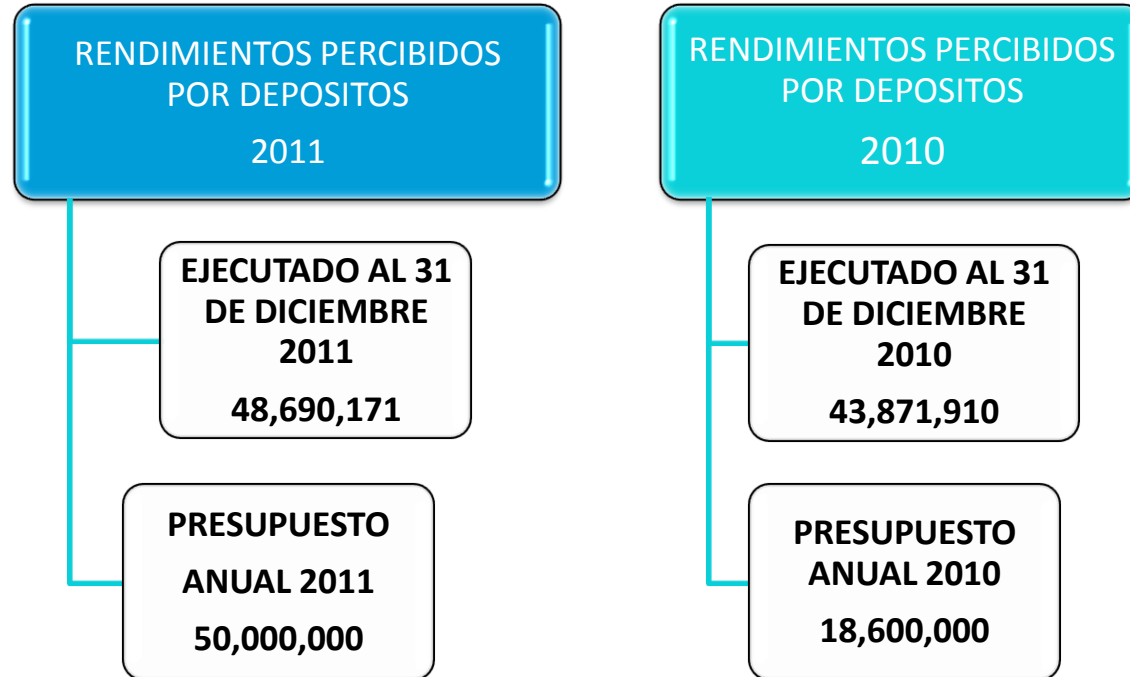 RENDIMIENTOS PERCIBIDOS
POR DEPOSITOS
2011
EJECUTADO AL 31
DE DICIEMBRE
2011
48,690,171
PRESUPUESTO
ANUAL 2011
50,000,000
RENDIMIENTOS PERCIBIDOS
POR DEPOSITOS
2010
EJECUTADO AL 31
DE DICIEMBRE
2010
43,871,910
PRESUPUESTO
ANUAL 2010
18,600,000